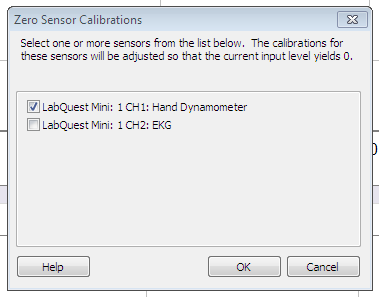 Zero Sensor Calibrations
Select one or more sensors from the list below. The calibrations for
these sensors will be adjusted so that the current input level yields 0.
LabQuest Mini: 1 CH1: Hand Dynamometer
LabQuest Mini: 1 CH2: EKG
0
Help
OK
Cancel